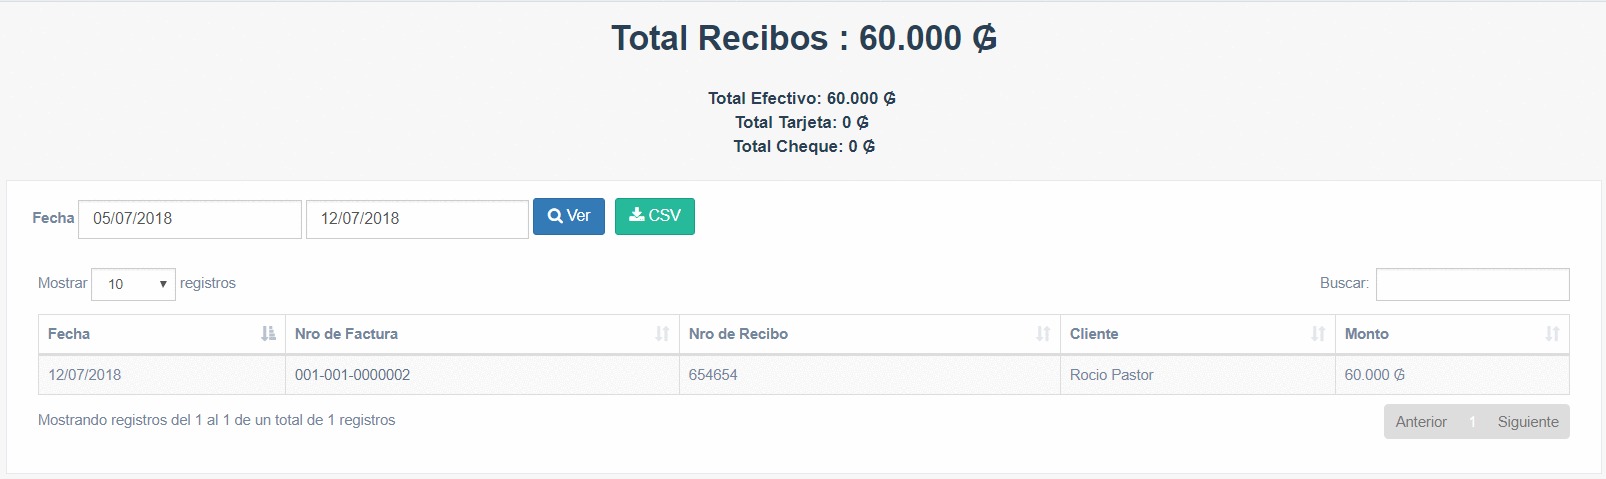 Total Recibos : 60.000 ₲
Total Efectivo: 60.000 ₲
Total Tarjeta: 0 ₲
Total Cheque: 0 ₲
Fecha 05/07/2018 12/07/2018 Ver CSV
Mostrar 10 registros Buscar:
Fecha Nro de Factura Nro de Recibo Cliente Monto
12/07/2018 001-001-0000002 654654 Rocio Pastor 60.000 ₲
Mostrando registros del 1 al 1 de un total de 1 registros Anterior 1 Siguiente